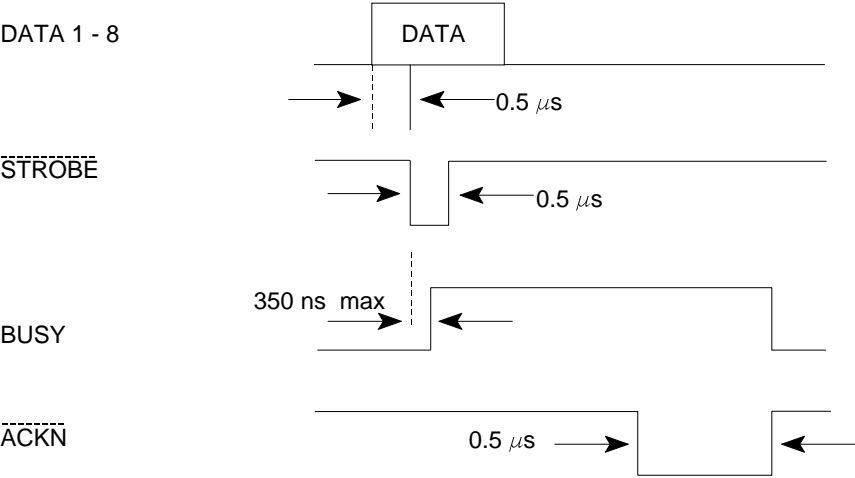 DATA 1 - 8
DATA
0.5 μs
STROBE
0.5 μs
350 ns max
BUSY
ACKN
0.5 μs